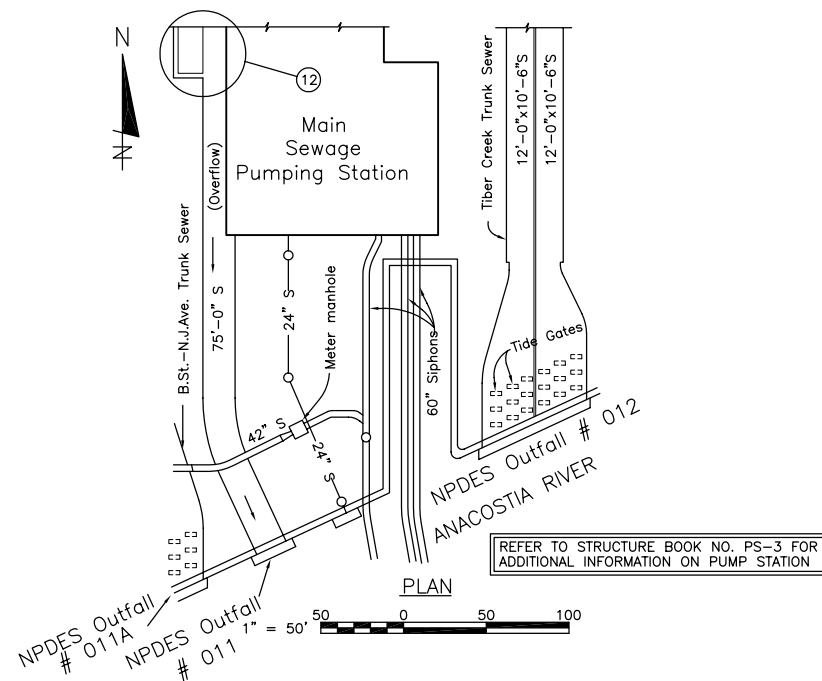 N
N
12
Main
Sewage
Pumping Station
(Overflow)
75'-0" S
B.St.-N.J.Ave. Trunk Sewer
24" S
Meter manhole
60" Siphons
Tiber Creek Trunk Sewer
12'-0"x10'-6"S
12'-0"x10'-6"S
Tide Gates
42" S
24" S
NPDES Outfall # 012
ANACOSTIA RIVER
REFER TO STRUCTURE BOOK NO. PS-3 FOR
ADDITIONAL INFORMATION ON PUMP STATION
PLAN
NPDES Outfall
# 011A
NPDES Outfall
# 011
1" = 50'
50 0 50 100